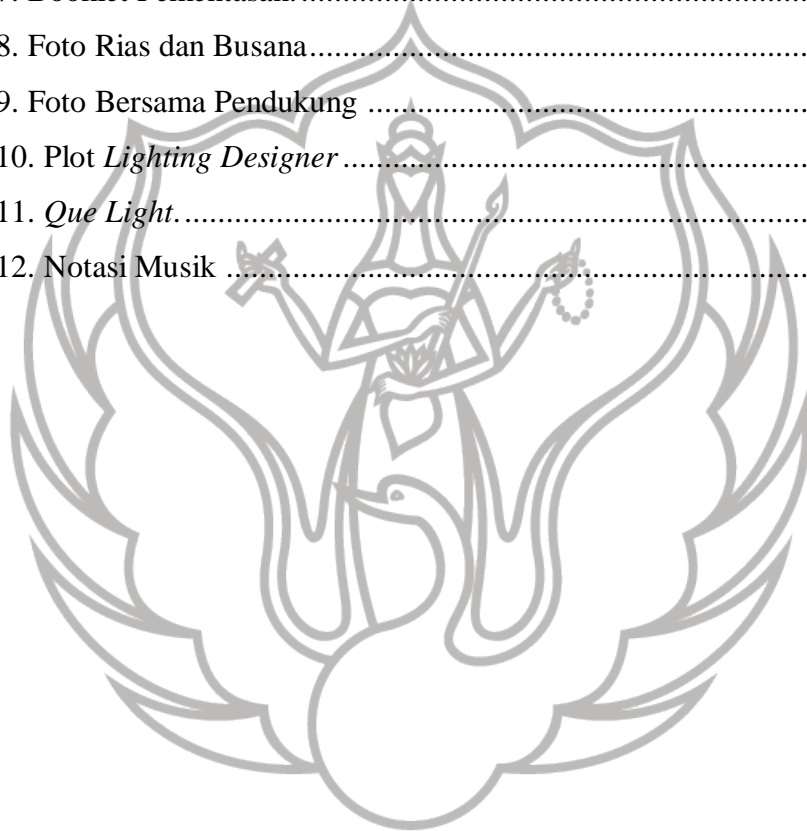 8. Foto Rias dan Busana........................................................................
9. Foto Bersama Pendukung ................................................................
10. Plot Lighting Designer ....................................................................
11. Que Light. ........................................................................................
12. Notasi Musik ...................................................................................